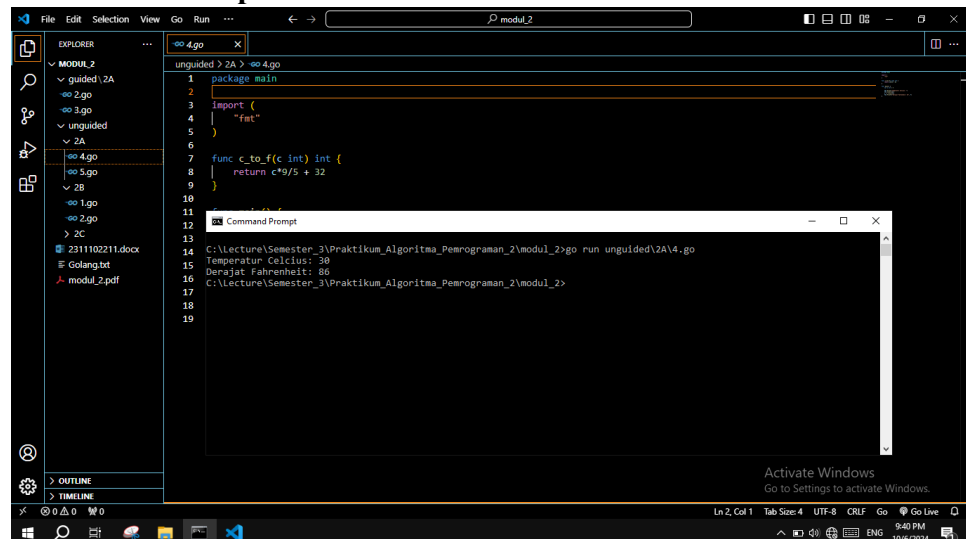 File Edit Selection View Go Run ... modul_2
EXPLORER ...
MODUL_2
guided\2A
2.go
3.go
unguided
2A
4.go
5.go
2B
1.go
2.go
2C
2311102211.docx
Golang.txt
modul_2.pdf
OUTLINE
TIMELINE
4.go
unguided > 2A > 4.go
1 package main
2
3 import (
4 "fmt"
5 )
6
7 func c_to_f(c int) int {
8 return c*9/5 + 32
9 }
10
11
12
13
14
15
16
17
18
19
Command Prompt
C:\Lecture\Semester_3\Praktikum_Algoritma_Pemrograman_2\modul_2>go run unguided\2A\4.go
Temperatur Celcius: 30
Derajat Fahrenheit: 86
C:\Lecture\Semester_3\Praktikum_Algoritma_Pemrograman_2\modul_2>
Activate Windows
Go to Settings to activate Windows.
0 0 0 Ln 2, Col 1 Tab Size: 4 UTF-8 CRLF Go Go Live
ENG 9:40 PM
10/6/2024